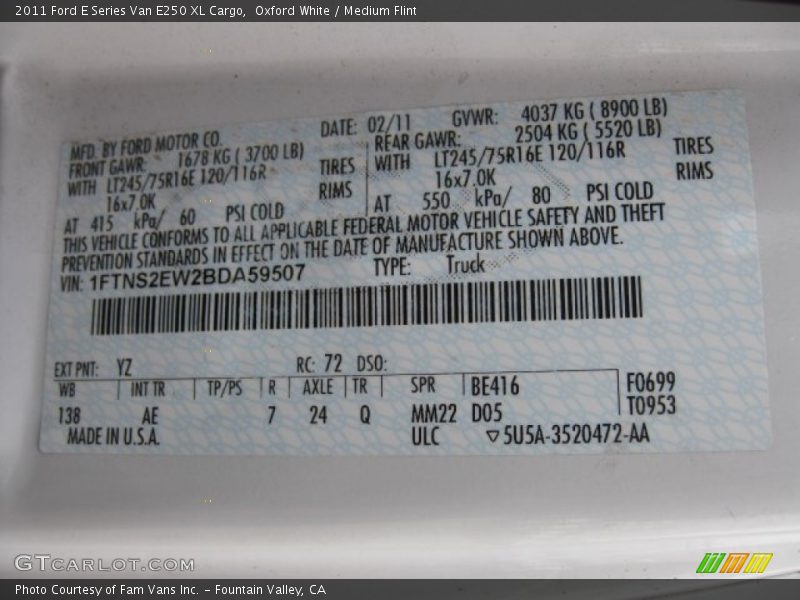 2011 Ford E Series Van E250 XL Cargo,  Oxford White / Medium Flint
MFD. BY FORD MOTOR CO.
DATE: 02/11
GVWR: 4037 KG ( 8900 LB)
FRONT GAWR: 1678 KG ( 3700 LB)
REAR GAWR: 2504 KG ( 5520 LB)
WITH LT245/75R16E 120/116R TIRES
WITH LT245/75R16E 120/116R TIRES
16x7.0K RIMS
16x7.0K RIMS
AT 415 kPa/ 60 PSI COLD
AT 550 kPa/ 80 PSI COLD
THIS VEHICLE CONFORMS TO ALL APPLICABLE FEDERAL MOTOR VEHICLE SAFETY AND THEFT
PREVENTION STANDARDS IN EFFECT ON THE DATE OF MANUFACTURE SHOWN ABOVE.
VIN: 1FTNS2EW2BDA59507
TYPE: Truck
EXT PNT: YZ RC: 72 DSO:
WB INT TR TP/PS R AXLE TR SPR BE416 F0699
138 AE 7 24 Q MM22 D05 T0953
MADE IN U.S.A. ULC ▽5U5A-3520472-AA
GTCARLOT.COM
Photo Courtesy of Fam Vans Inc. – Fountain Valley, CA